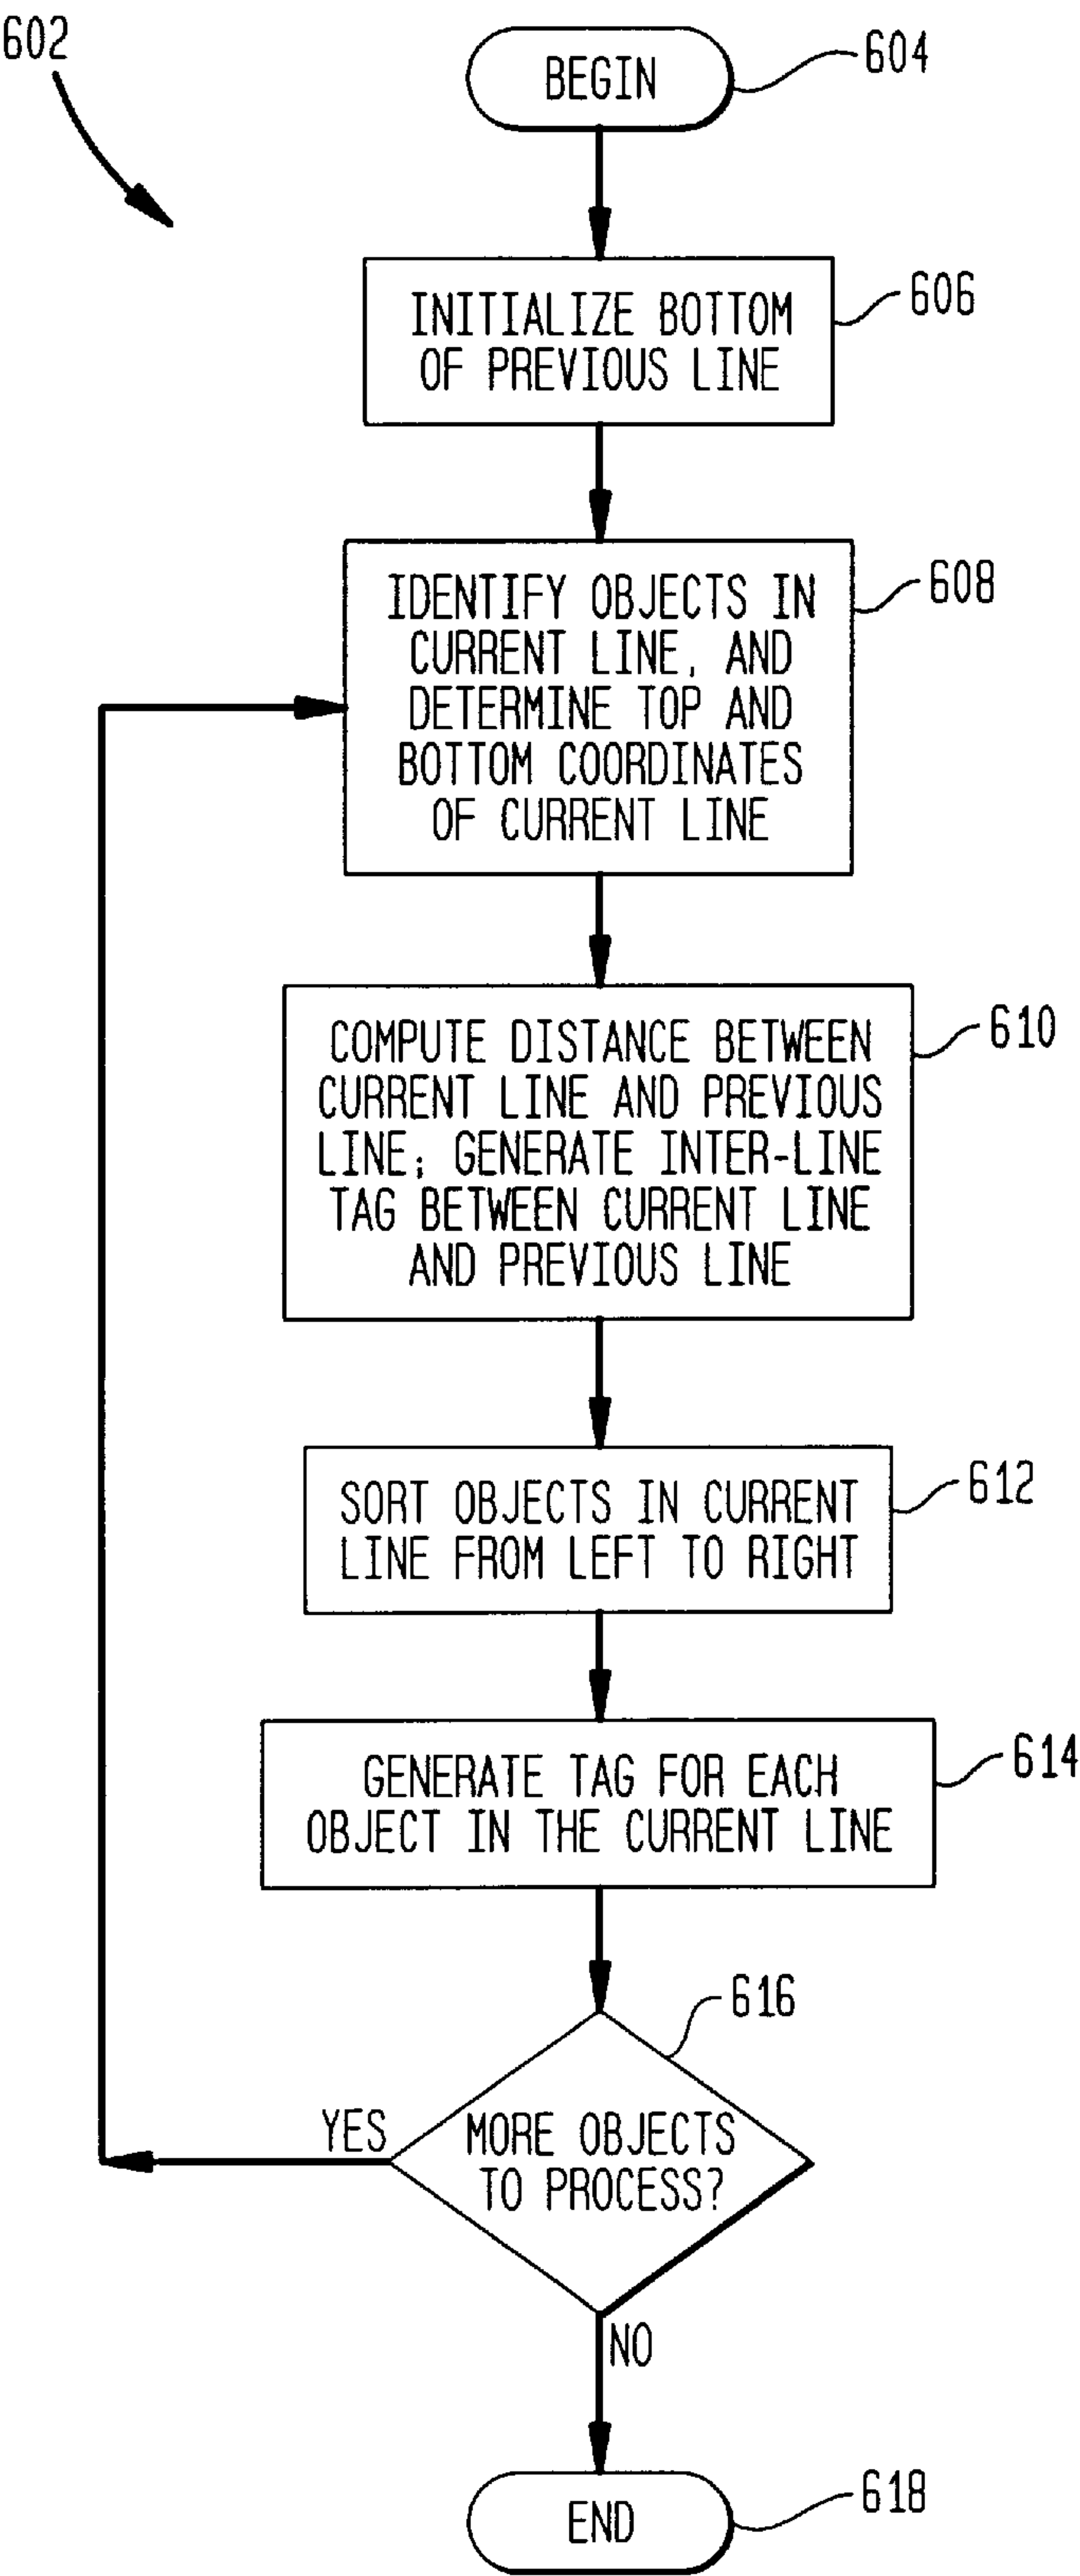 602
BEGIN
604
INITIALIZE BOTTOM
OF PREVIOUS LINE
606
IDENTIFY OBJECTS IN
CURRENT LINE, AND
DETERMINE TOP AND
BOTTOM COORDINATES
OF CURRENT LINE
608
COMPUTE DISTANCE BETWEEN
CURRENT LINE AND PREVIOUS
LINE; GENERATE INTER-LINE
TAG BETWEEN CURRENT LINE
AND PREVIOUS LINE
610
SORT OBJECTS IN CURRENT
LINE FROM LEFT TO RIGHT
612
GENERATE TAG FOR EACH
OBJECT IN THE CURRENT LINE
614
616
MORE OBJECTS
TO PROCESS?
YES
NO
END
618